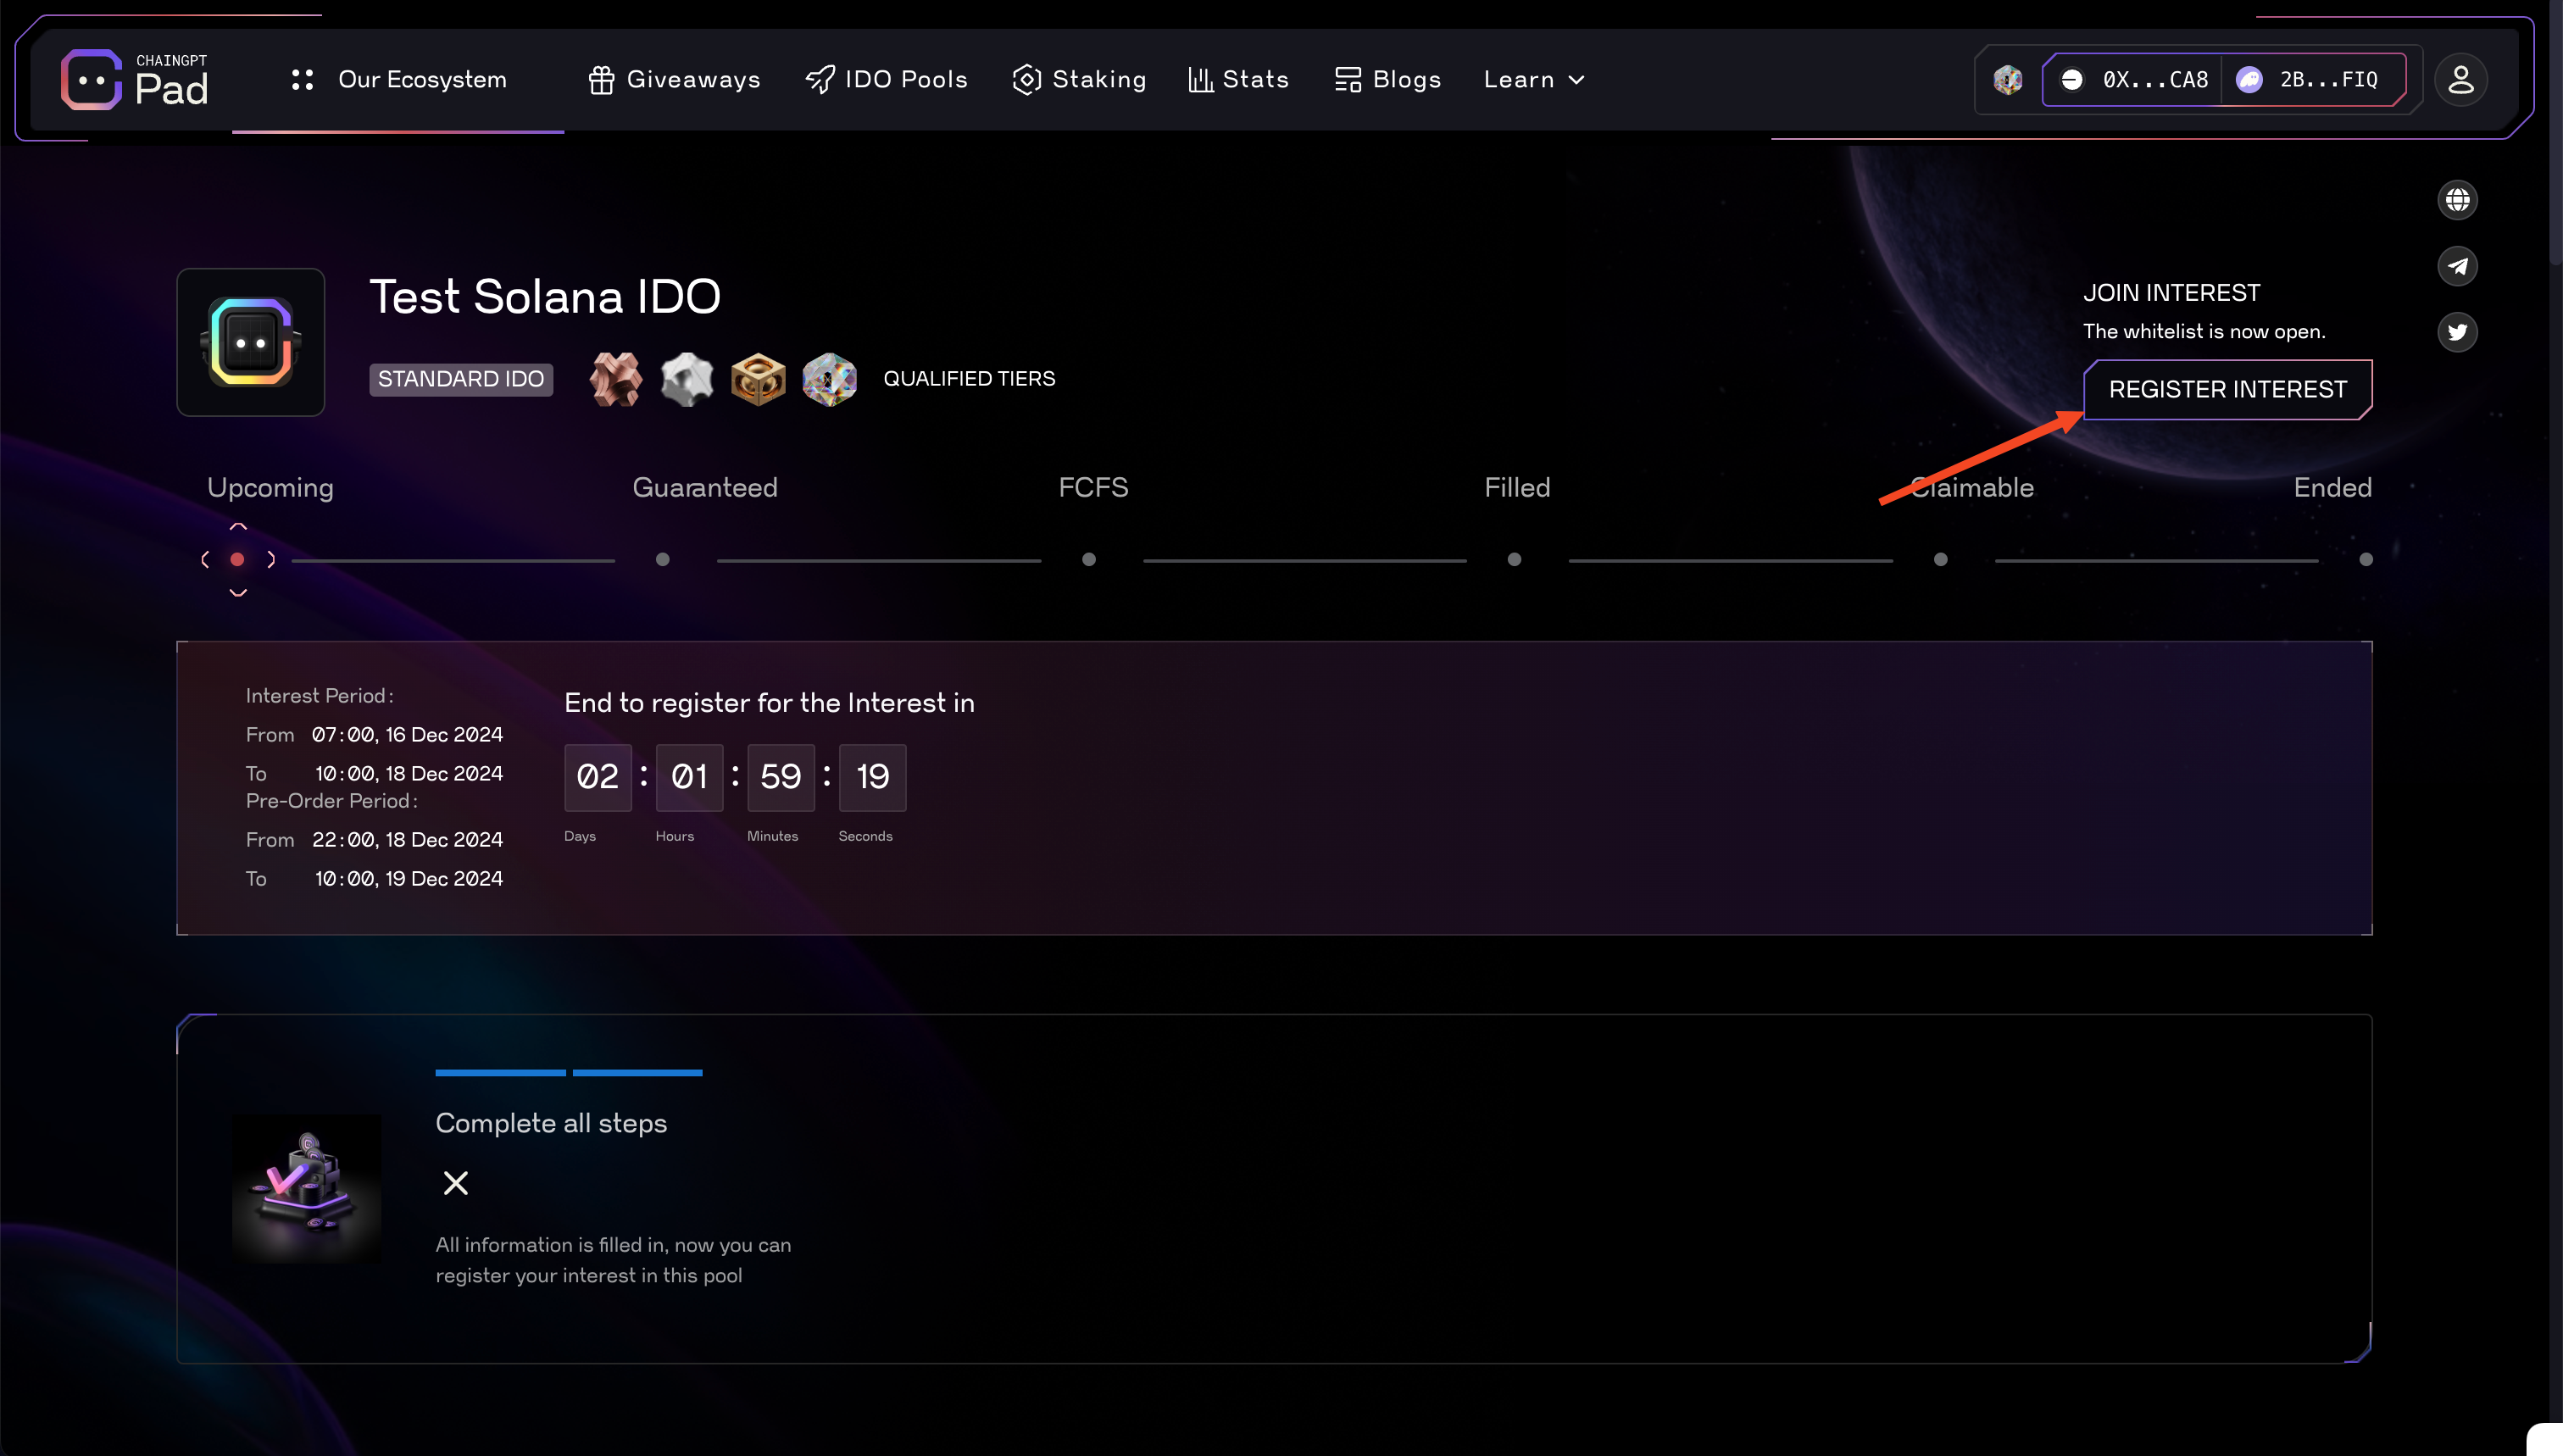 CHAINGPT
Pad
Our Ecosystem
Giveaways
IDO Pools
Staking
Stats
Blogs
Learn
0X...CA8
2B...FIQ
Test Solana IDO
STANDARD IDO
QUALIFIED TIERS
JOIN INTEREST
The whitelist is now open.
REGISTER INTEREST
Upcoming
Guaranteed
FCFS
Filled
Claimable
Ended
Interest Period:
From 07:00, 16 Dec 2024
To 10:00, 18 Dec 2024
Pre-Order Period:
From 22:00, 18 Dec 2024
To 10:00, 19 Dec 2024
End to register for the Interest in
02 : 01 : 59 : 19
Days Hours Minutes Seconds
Complete all steps
All information is filled in, now you can
register your interest in this pool